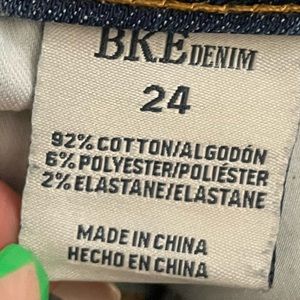 BKE DENIM
24
92% COTTON/ALGODÓN
6% POLYESTER/POLIÉSTER
2% ELASTANE/ELASTANE
MADE IN CHINA
HECHO EN CHINA